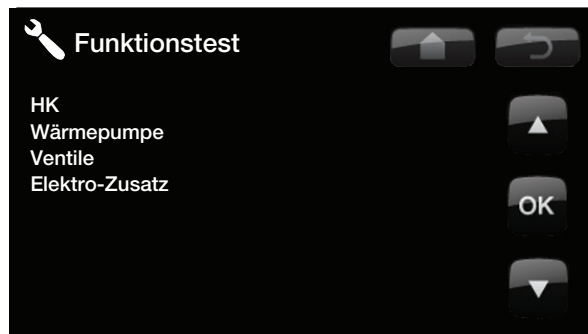 Funktionstest
HK
Wärmepumpe
Ventile
Elektro-Zusatz
OK